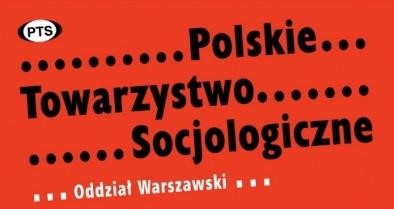 PTS
..........Polskie...
Towarzystwo.......
......Socjologiczne
... Oddział Warszawski ...